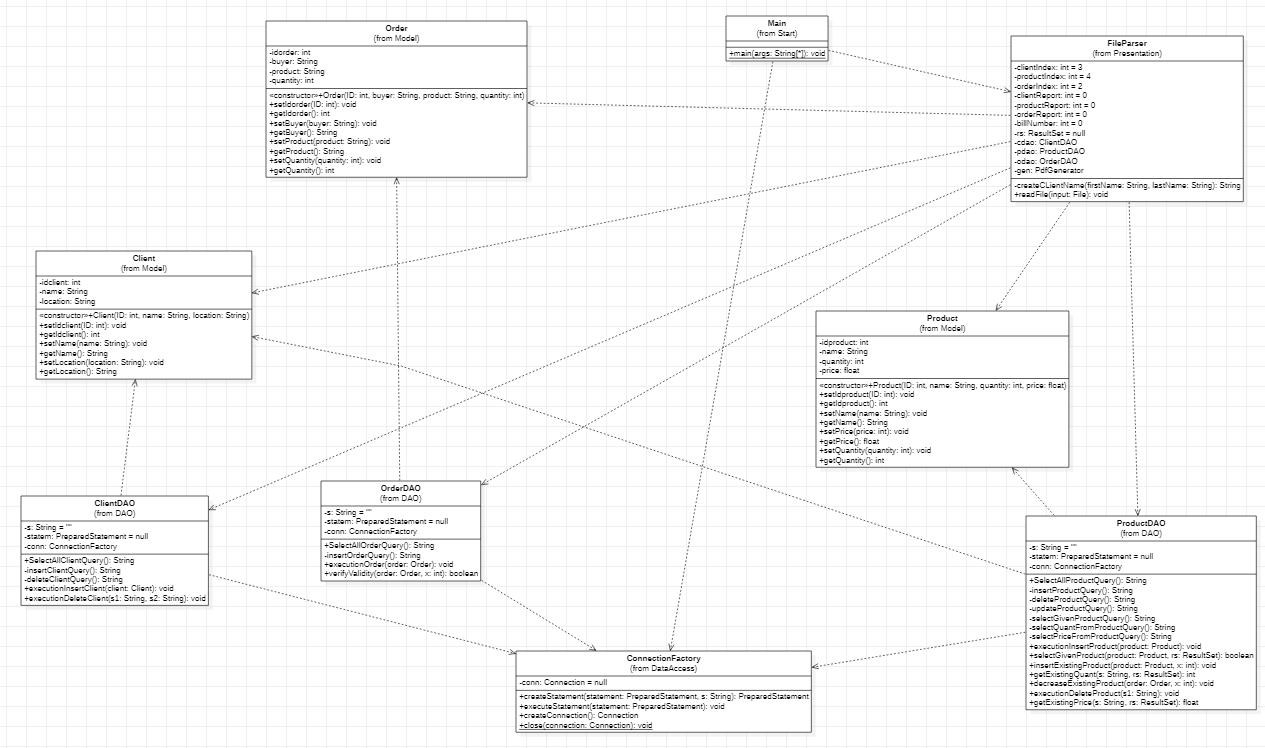 Order
(from Model)
-idorder: int
-buyer: String
-product: String
-quantity: int
«constructor»+Order(ID: int, buyer: String, product: String, quantity: int)
+setIdorder(ID: int): void
+getIdorder(): int
+setBuyer(buyer: String): void
+getBuyer(): String
+setProduct(product: String): void
+getProduct(): String
+setQuantity(quantity: int): void
+getQuantity(): int
Main
(from Start)
+main(args: String[*]): void
FileParser
(from Presentation)
-clientIndex: int = 3
-productIndex: int = 4
-orderIndex: int = 2
-clientReport: int = 0
-productReport: int = 0
-orderReport: int = 0
-billNumber: int = 0
-rs: ResultSet = null
-cdao: ClientDAO
-pdao: ProductDAO
-odao: OrderDAO
-gen: PdfGenerator
-createCLientName(firstName: String, lastName: String): String
+readFile(input: File): void
Client
(from Model)
-idclient: int
-name: String
-location: String
«constructor»+Client(ID: int, name: String, location: String)
+setIdclient(ID: int): void
+getIdclient(): int
+setName(name: String): void
+getName(): String
+setLocation(location: String): void
+getLocation(): String
Product
(from Model)
-idproduct: int
-name: String
-quantity: int
-price: float
«constructor»+Product(ID: int, name: String, quantity: int, price: float)
+setIdproduct(ID: int): void
+getIdproduct(): int
+setName(name: String): void
+getName(): String
+setPrice(price: int): void
+getPrice(): float
+setQuantity(quantity: int): void
+getQuantity(): int
ClientDAO
(from DAO)
-s: String = ""
-statem: PreparedStatement = null
-conn: ConnectionFactory
+SelectAllClientQuery(): String
-insertClientQuery(): String
-deleteClientQuery(): String
+executionInsertClient(client: Client): void
+executionDeleteClient(s1: String, s2: String): void
OrderDAO
(from DAO)
-s: String = ""
-statem: PreparedStatement = null
-conn: ConnectionFactory
+SelectAllOrderQuery(): String
-insertOrderQuery(): String
+executionOrder(order: Order): void
+verifyValidity(order: Order, x: int): boolean
ProductDAO
(from DAO)
-s: String = ""
-statem: PreparedStatement = null
-conn: ConnectionFactory
+SelectAllProductQuery(): String
-insertProductQuery(): String
-deleteProductQuery(): String
-updateProductQuery(): String
-selectGivenProductQuery(): String
-selectQuantFromProductQuery(): String
-selectPriceFromProductQuery(): String
+executionInsertProduct(product: Product): void
+selectGivenProduct(product: Product, rs: ResultSet): boolean
+insertExistingProduct(product: Product, x: int): void
+getExistingQuant(s: String, rs: ResultSet): int
+decreaseExistingProduct(order: Order, x: int): void
+executionDeleteProduct(s1: String): void
+getExistingPrice(s: String, rs: ResultSet): float
ConnectionFactory
(from DataAccess)
-conn: Connection = null
+createStatement(statement: PreparedStatement, s: String): PreparedStatement
+executeStatement(statement: PreparedStatement): void
+createConnection(): Connection
+close(connection: Connection): void